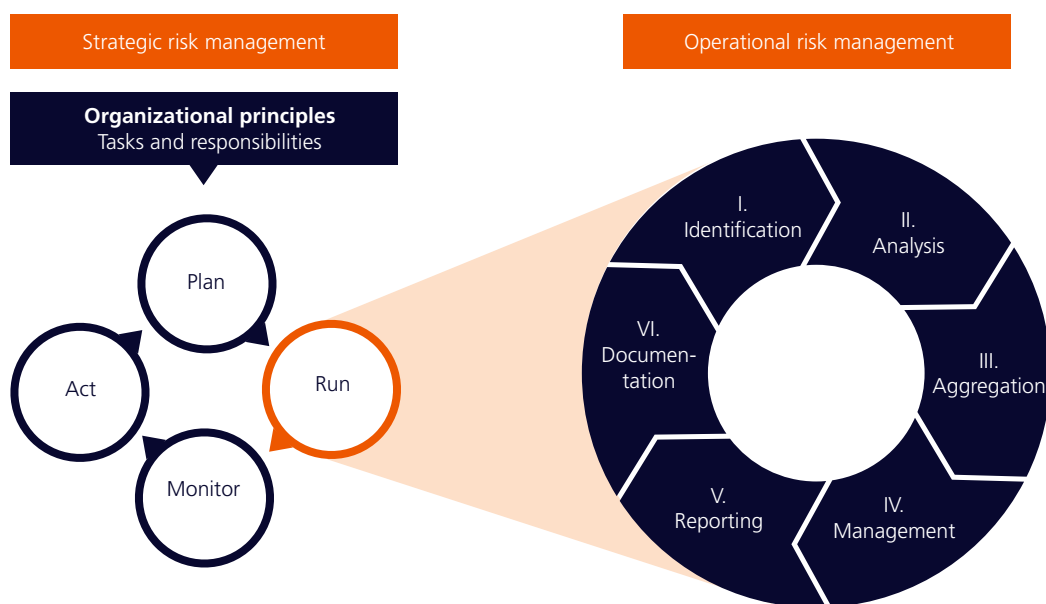 Strategic risk management
Operational risk management
Organizational principles
Tasks and responsibilities
Plan
Run
Monitor
Act
I.
Identification
II.
Analysis
III.
Aggregation
IV.
Management
V.
Reporting
VI.
Documen-
tation